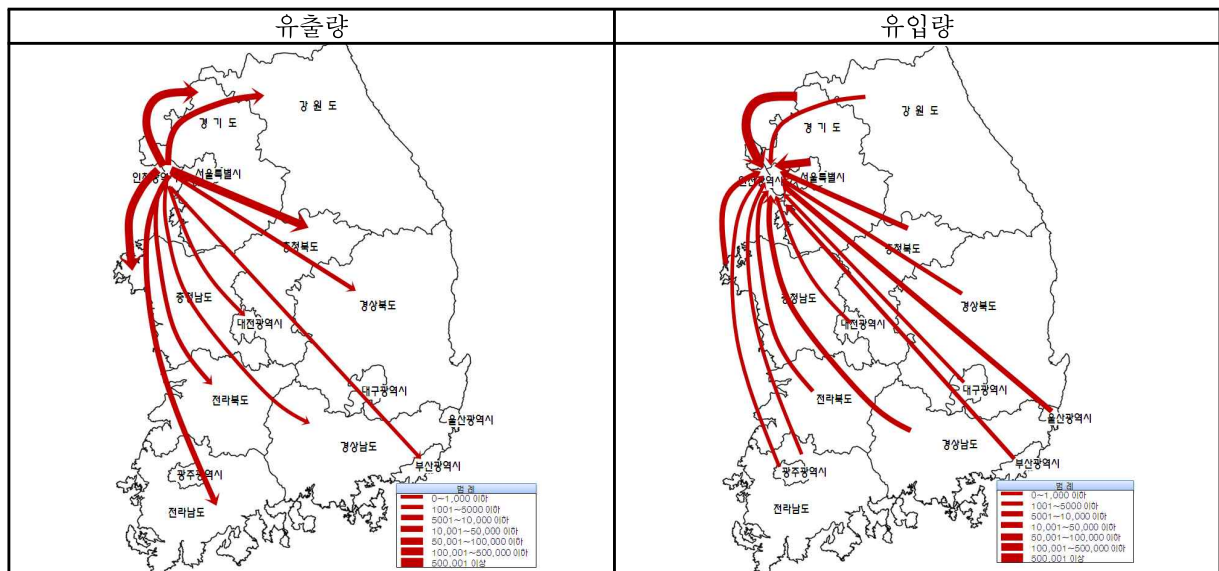 유출량
유입량
강 원 도
경 기 도
서울특별시
충청북도
충청남도
경상북도
대전광역시
대구광역시
전라북도
울산광역시
경상남도
부산광역시
광주광역시
전라남도
범 례
0~1,000 이하
1001~5000 이하
5001~10,000 이하
10,001~50,000 이하
50,001~100,000 이하
100,001~500,000 이하
500,001 이상
강 원 도
경 기 도
서울특별시
인천광역시
충청북도
충청남도
경상북도
대전광역시
대구광역시
전라북도
울산광역시
경상남도
부산광역시
광주광역시
전라남도
범 례
0~1,000 이하
1001~5000 이하
5001~10,000 이하
10,001~50,000 이하
50,001~100,000 이하
100,001~500,000 이하
500,001 이상